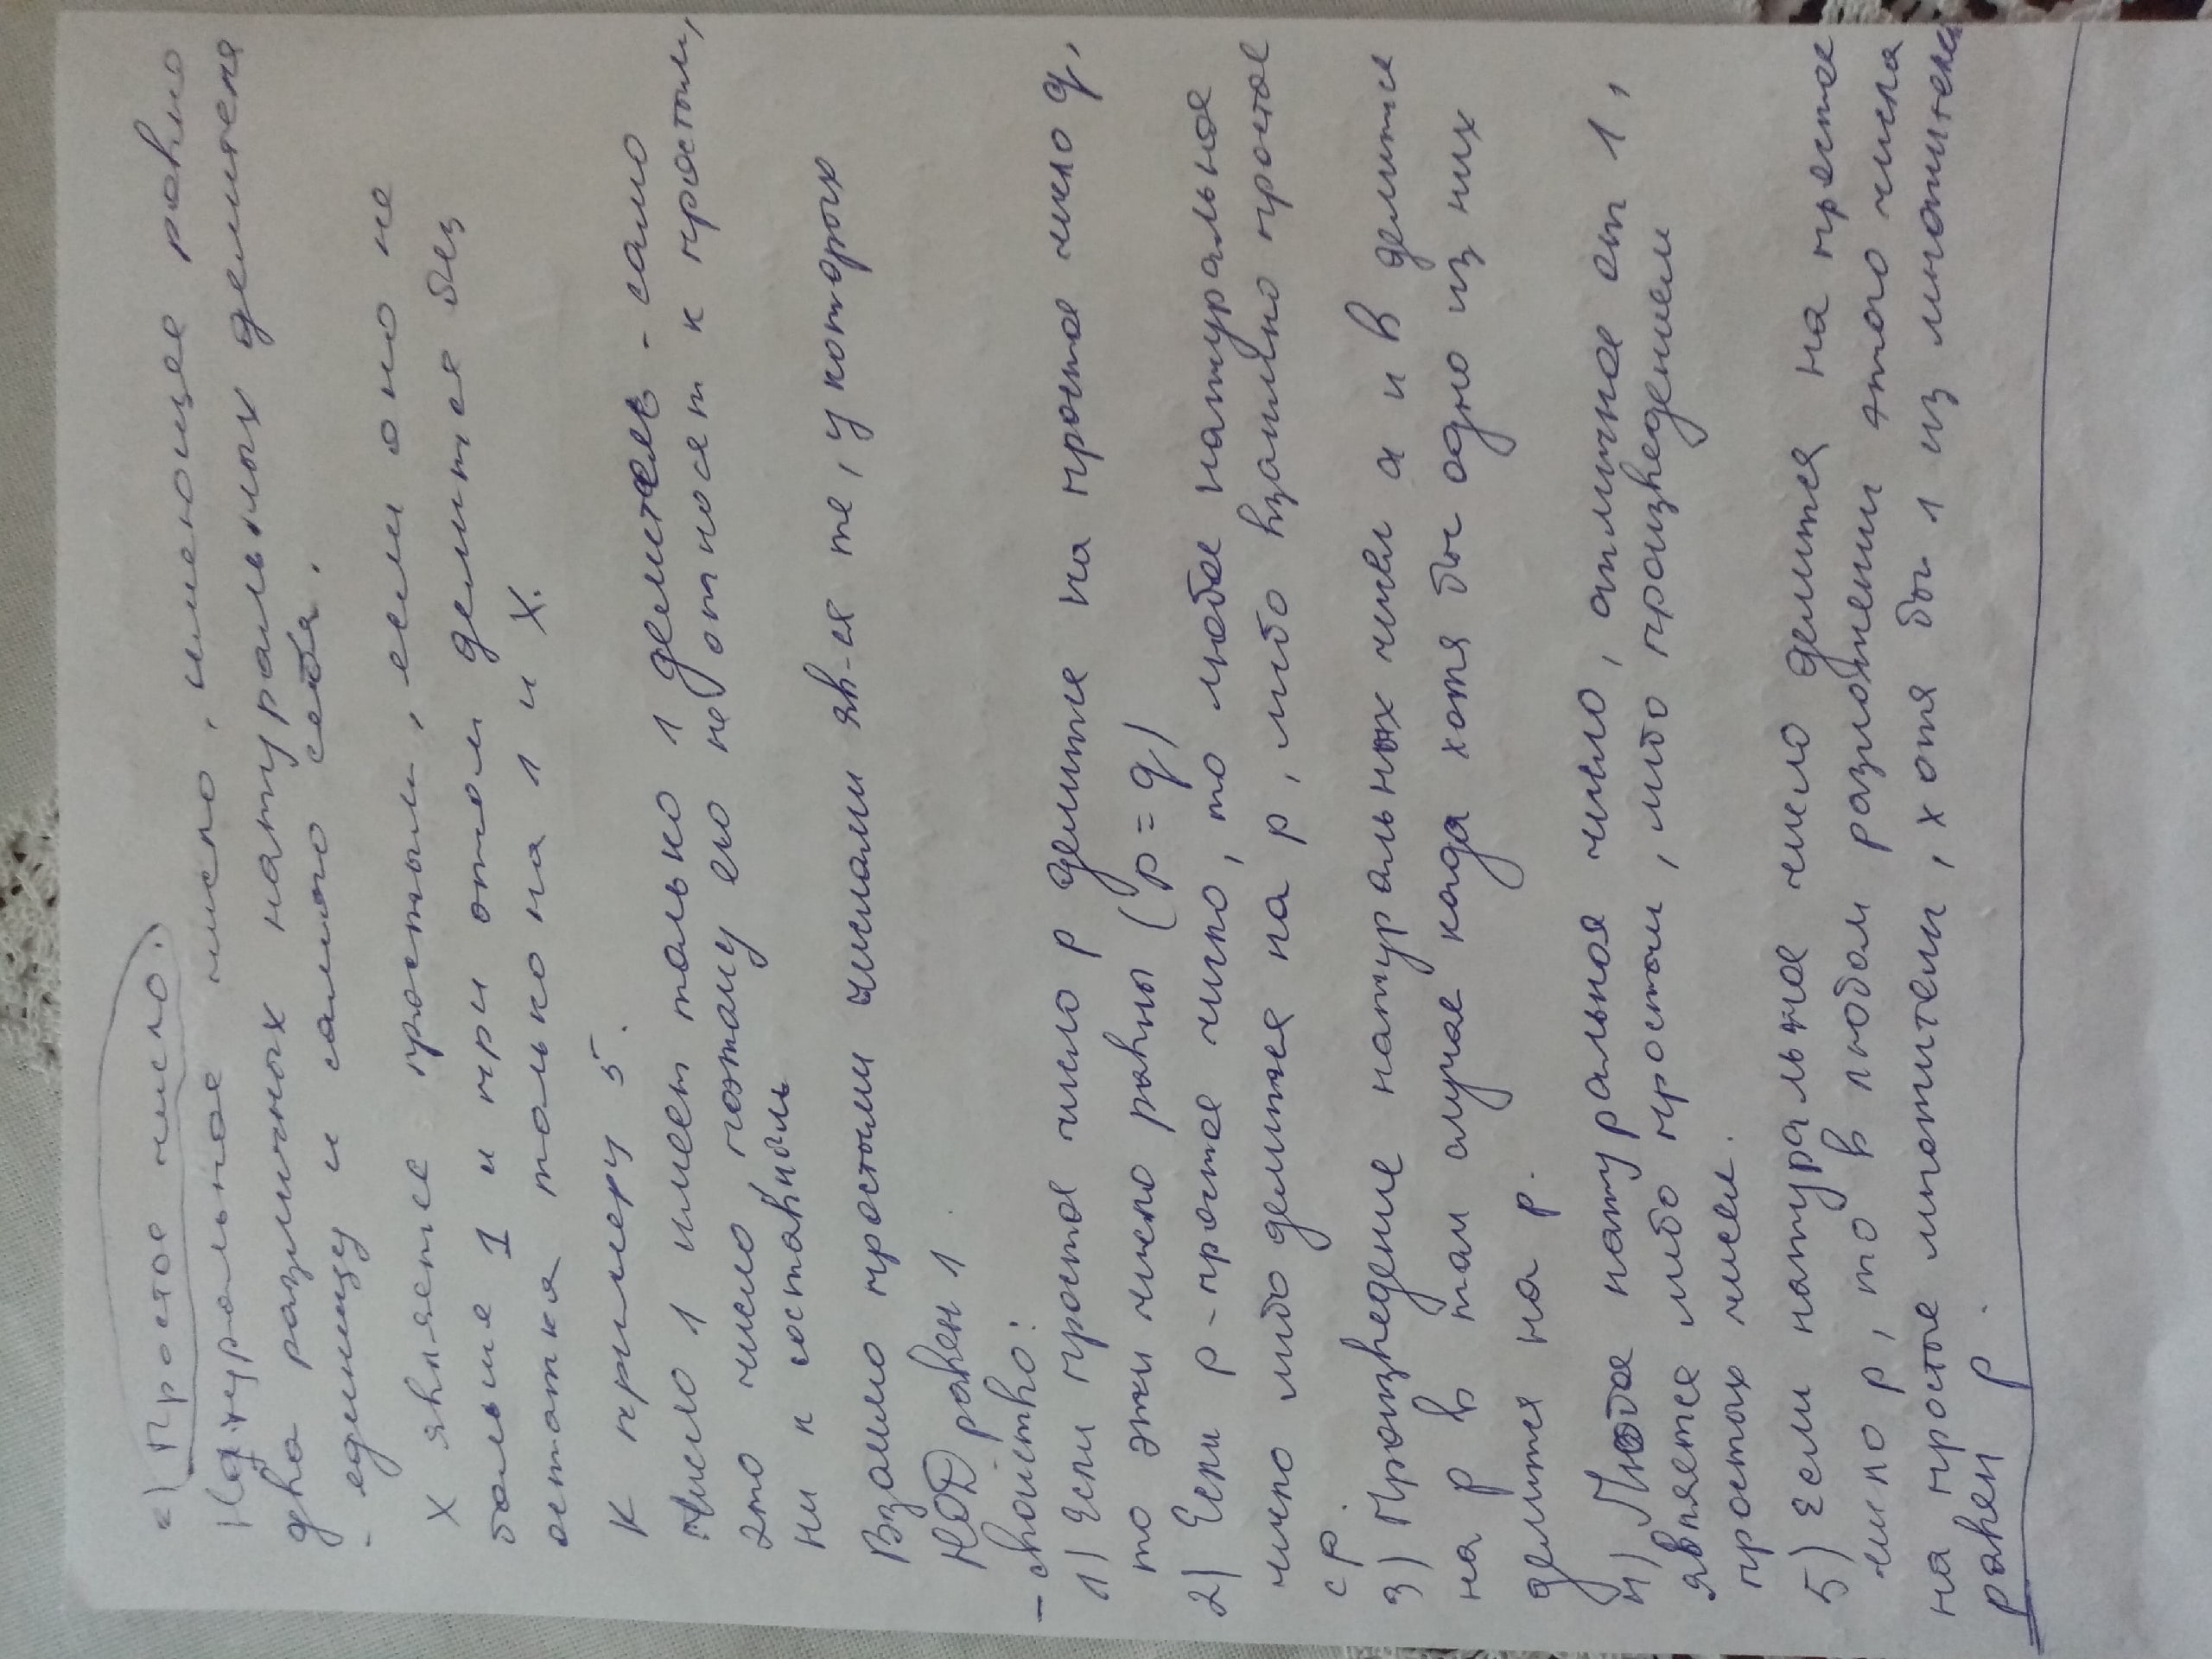 с) Простое число.
Натуральное число, имеющее равно
два различных натуральных делителя
- единицу и самого себя.
X является простым, если оно не
больше 1 и при этом делится без
остатка только на 1 и X.
К примеру 5.
Число 1 имеет только 1 делитель - само
это число поэтому его не относят к простым,
ни к составным
Взаимо простыми числами яв-ся те, у которых
НОД равен 1.
- свойство:
1) Если простое число p делится на простое число q,
то эти число равны (p = q)
2) Если p - простое число, то любое натуральное
число либо делится на p, либо взаимно простое
с p.
3) Произведение натуральных чисел a и b делится
на p в том случае когда хотя бы одно из них
делится на p.
4) Любое натуральное число, отличное от 1,
является либо простым, либо произведением
простых чисел.
5) Если натуральное число делится на простое
число p, то в любом разложении этого числа
на простые множители, хотя бы 1 из множителей
равен p.